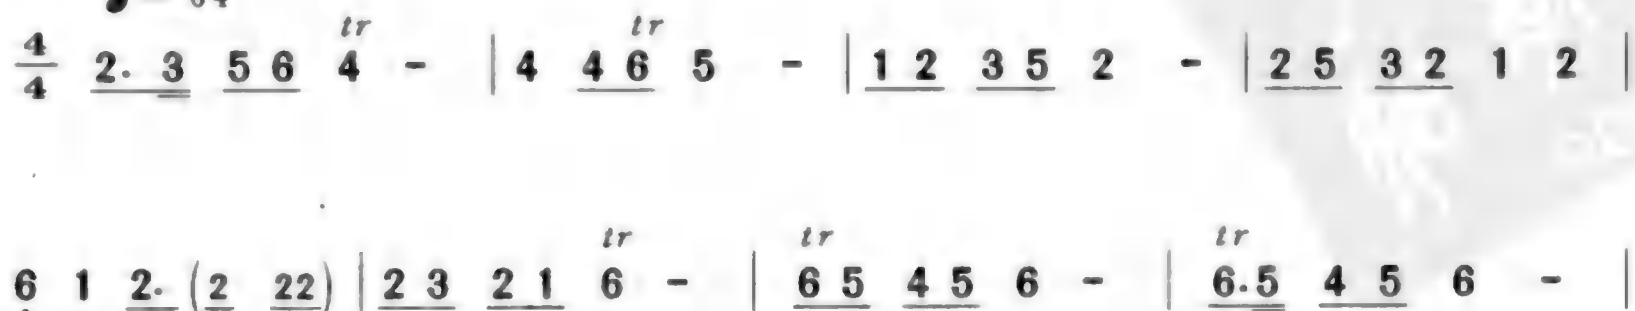 4/4 2. 3 5 6 4 - | 4 4 6 5 - | 1 2 3 5 2 - | 2 5 3 2 1 2 |
tr tr
6 1 2. (2 22) | 2 3 2 1 6 - | 6 5 4 5 6 - | 6.5 4 5 6 - |
tr tr tr